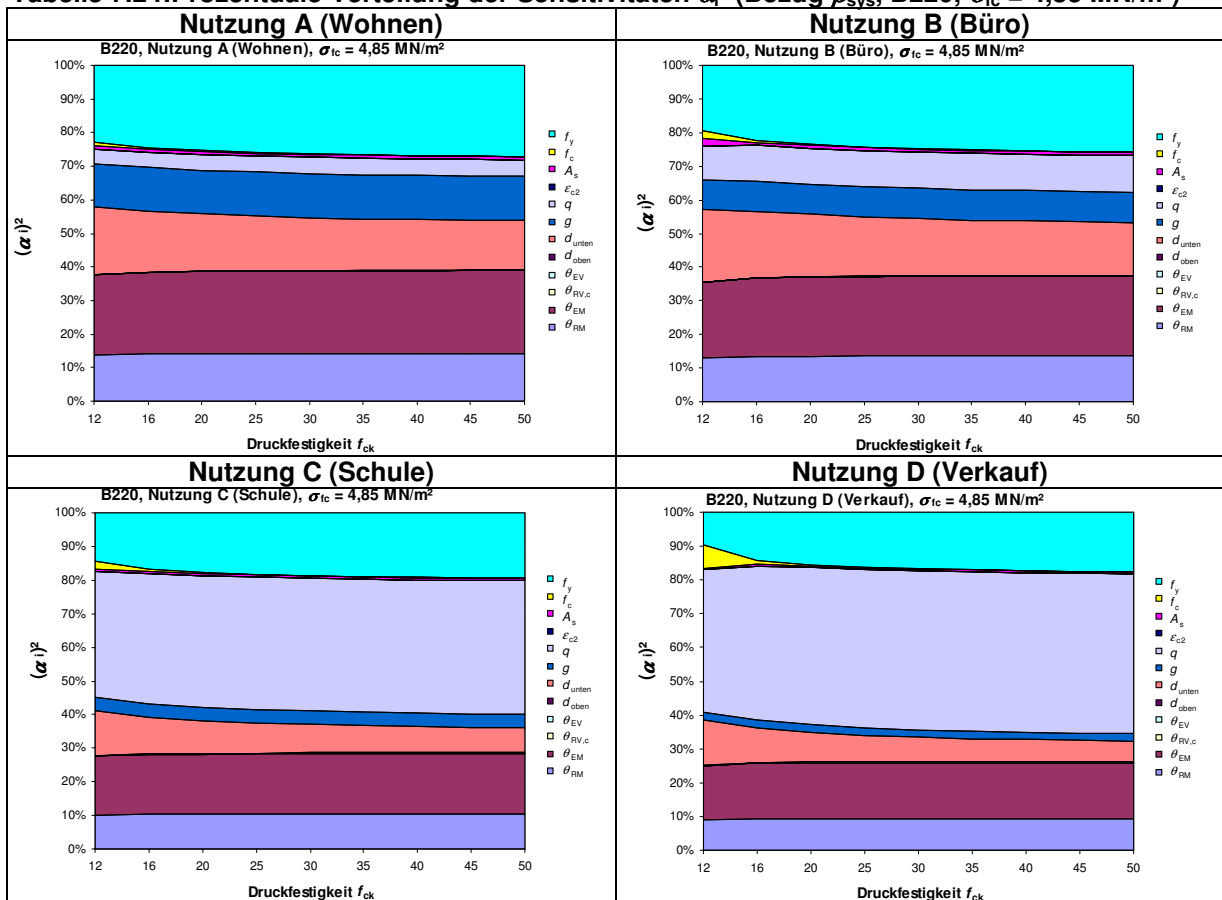 Nutzung A (Wohnen)
B220, Nutzung A (Wohnen), σfc = 4,85 MN/m²
(α i)²
100%
90%
80%
70%
60%
50%
40%
30%
20%
10%
0%
12 16 20 25 30 35 40 45 50
Druckfestigkeit fck
fy
fc
As
εc2
q
g
dunten
doben
θEV
θRV,c
θEM
θRM
Nutzung B (Büro)
B220, Nutzung B (Büro), σfc = 4,85 MN/m²
(α i)²
100%
90%
80%
70%
60%
50%
40%
30%
20%
10%
0%
12 16 20 25 30 35 40 45 50
Druckfestigkeit fck
fy
fc
As
εc2
q
g
dunten
doben
θEV
θRV,c
θEM
θRM
Nutzung C (Schule)
B220, Nutzung C (Schule), σfc = 4,85 MN/m²
(α i)²
100%
90%
80%
70%
60%
50%
40%
30%
20%
10%
0%
12 16 20 25 30 35 40 45 50
Druckfestigkeit fck
fy
fc
As
εc2
q
g
dunten
doben
θEV
θRV,c
θEM
θRM
Nutzung D (Verkauf)
B220, Nutzung D (Verkauf), σfc = 4,85 MN/m²
(α i)²
100%
90%
80%
70%
60%
50%
40%
30%
20%
10%
0%
12 16 20 25 30 35 40 45 50
Druckfestigkeit fck
fy
fc
As
εc2
q
g
dunten
doben
θEV
θRV,c
θEM
θRM